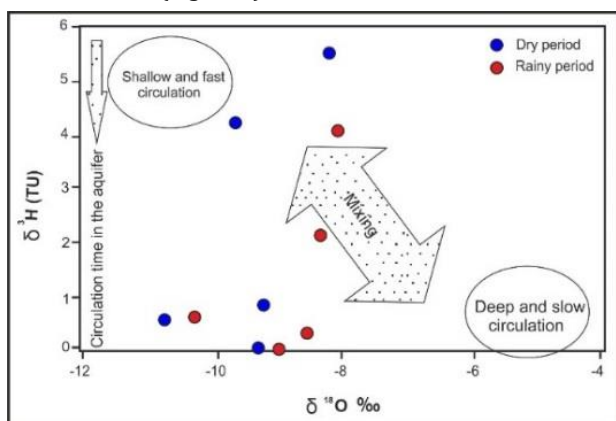 6
5
4
3
2
1
0
δ ³H (TU)
Circulation time in the aquifer
Shallow and fast
circulation
Dry period
Rainy period
Mixing
Deep and slow
circulation
-12
-10
-8
-6
-4
δ ¹⁸O ‰